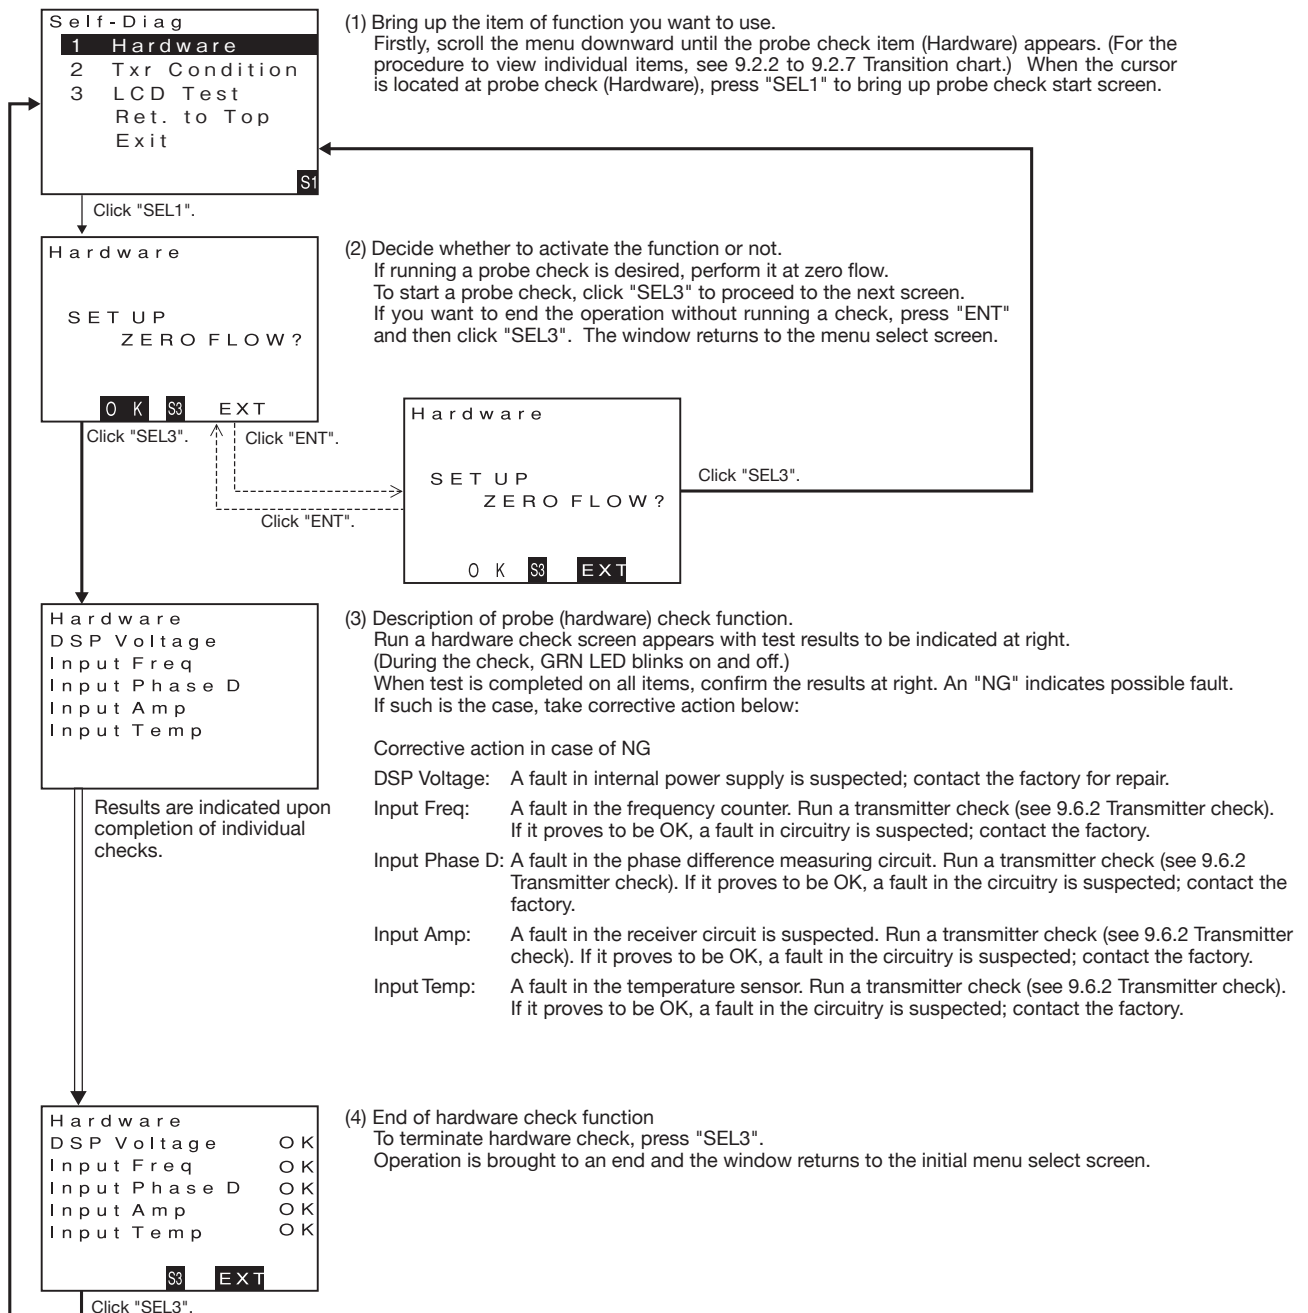 Self-Diag
1 Hardware
2 Txr Condition
3 LCD Test
Ret. to Top
Exit
S1
Click "SEL1".
(1) Bring up the item of function you want to use.
Firstly, scroll the menu downward until the probe check item (Hardware) appears. (For the
procedure to view individual items, see 9.2.2 to 9.2.7 Transition chart.) When the cursor
is located at probe check (Hardware), press "SEL1" to bring up probe check start screen.
Hardware
SET UP
ZERO FLOW?
OK S3 EXT
Click "SEL3".
Click "ENT".
Click "ENT".
(2) Decide whether to activate the function or not.
If running a probe check is desired, perform it at zero flow.
To start a probe check, click "SEL3" to proceed to the next screen.
If you want to end the operation without running a check, press "ENT"
and then click "SEL3". The window returns to the menu select screen.
Hardware
SET UP
ZERO FLOW?
OK S3 EXT
Click "SEL3".
Hardware
DSP Voltage
Input Freq
Input Phase D
Input Amp
Input Temp
Results are indicated upon
completion of individual
checks.
(3) Description of probe (hardware) check function.
Run a hardware check screen appears with test results to be indicated at right.
(During the check, GRN LED blinks on and off.)
When test is completed on all items, confirm the results at right. An "NG" indicates possible fault.
If such is the case, take corrective action below:
Corrective action in case of NG
DSP Voltage: A fault in internal power supply is suspected; contact the factory for repair.
Input Freq: A fault in the frequency counter. Run a transmitter check (see 9.6.2 Transmitter check).
If it proves to be OK, a fault in circuitry is suspected; contact the factory.
Input Phase D: A fault in the phase difference measuring circuit. Run a transmitter check (see 9.6.2
Transmitter check). If it proves to be OK, a fault in the circuitry is suspected; contact the
factory.
Input Amp: A fault in the receiver circuit is suspected. Run a transmitter check (see 9.6.2 Transmitter
check). If it proves to be OK, a fault in the circuitry is suspected; contact the factory.
Input Temp: A fault in the temperature sensor. Run a transmitter check (see 9.6.2 Transmitter check).
If it proves to be OK, a fault in the circuitry is suspected; contact the factory.
Hardware
DSP Voltage OK
Input Freq OK
Input Phase D OK
Input Amp OK
Input Temp OK
S3 EXT
Click "SEL3".
(4) End of hardware check function
To terminate hardware check, press "SEL3".
Operation is brought to an end and the window returns to the initial menu select screen.